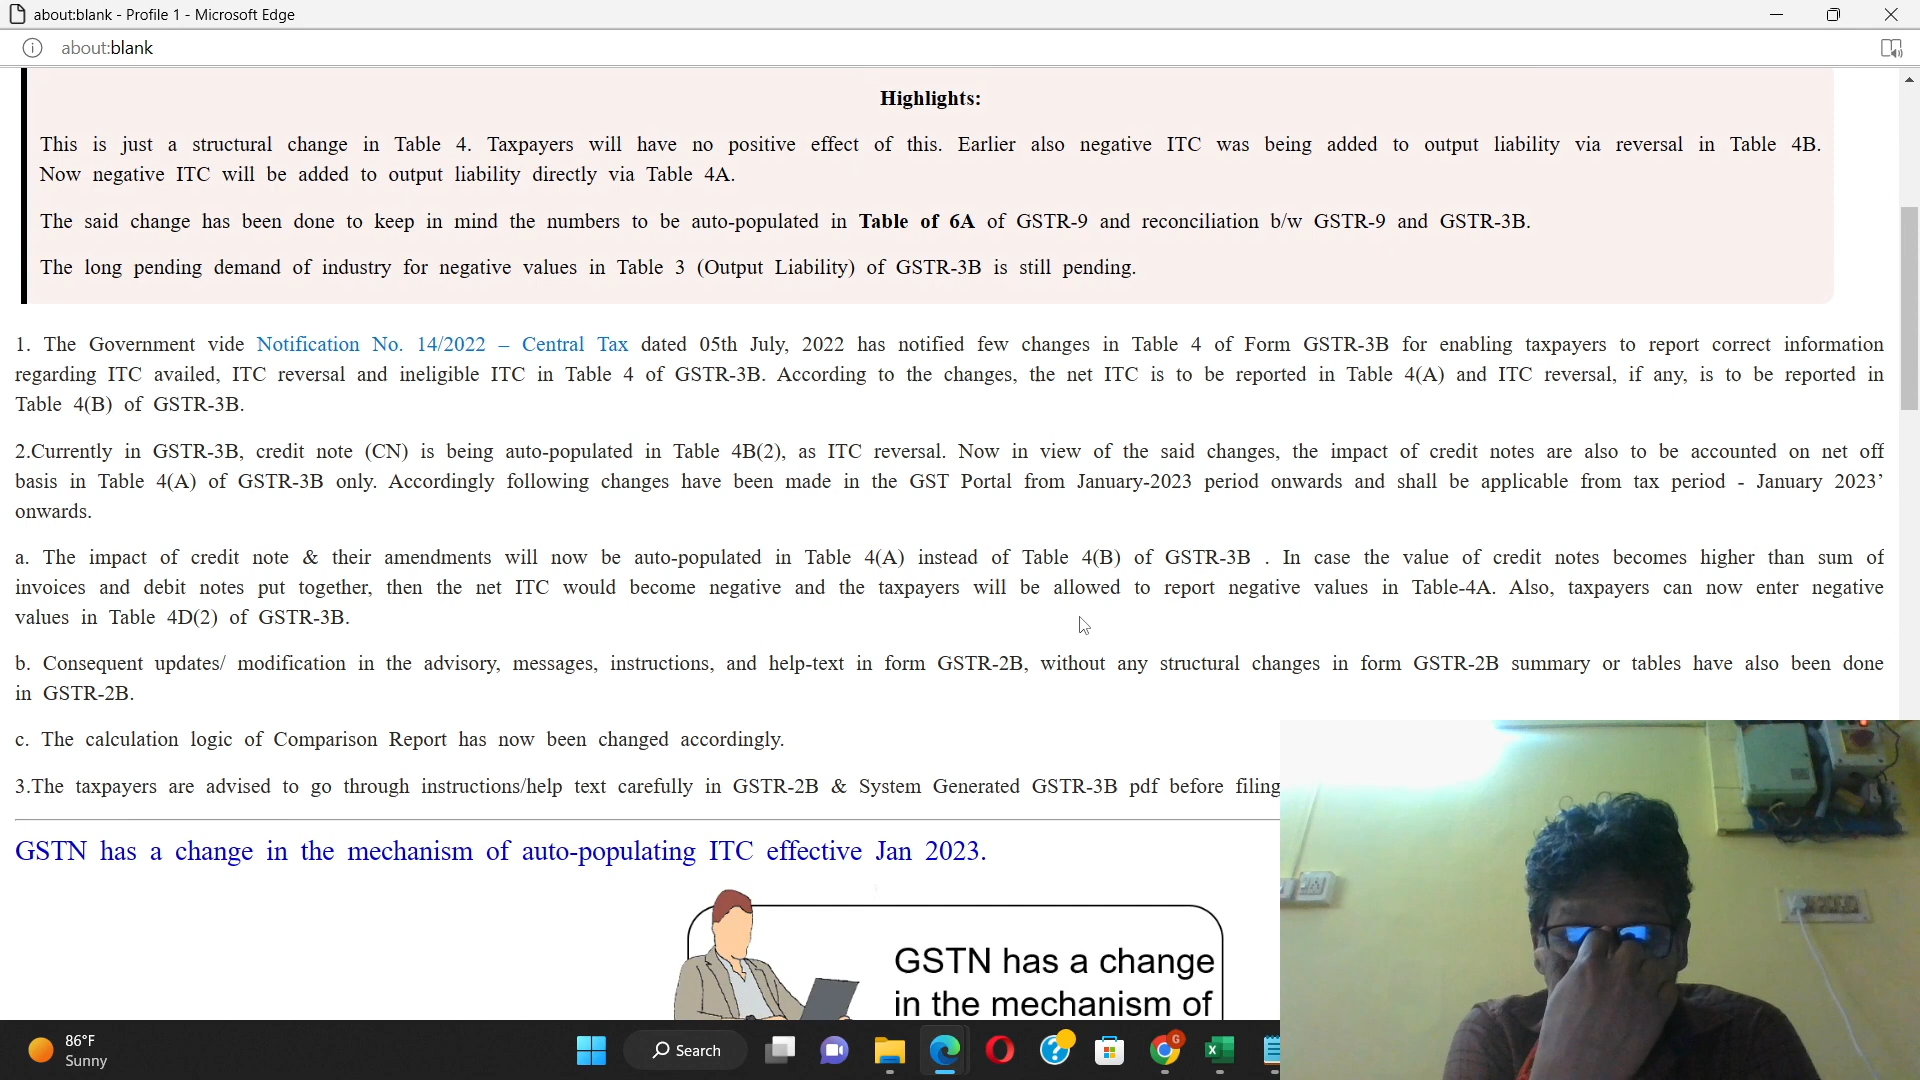 about:blank - Profile 1 - Microsoft Edge
about:blank
Highlights:
This is just a structural change in Table 4. Taxpayers will have no positive effect of this. Earlier also negative ITC was being added to output liability via reversal in Table 4B.
Now negative ITC will be added to output liability directly via Table 4A.
The said change has been done to keep in mind the numbers to be auto-populated in Table of 6A of GSTR-9 and reconciliation b/w GSTR-9 and GSTR-3B.
The long pending demand of industry for negative values in Table 3 (Output Liability) of GSTR-3B is still pending.
1. The Government vide Notification No. 14/2022 – Central Tax dated 05th July, 2022 has notified few changes in Table 4 of Form GSTR-3B for enabling taxpayers to report correct information
regarding ITC availed, ITC reversal and ineligible ITC in Table 4 of GSTR-3B. According to the changes, the net ITC is to be reported in Table 4(A) and ITC reversal, if any, is to be reported in
Table 4(B) of GSTR-3B.
2.Currently in GSTR-3B, credit note (CN) is being auto-populated in Table 4B(2), as ITC reversal. Now in view of the said changes, the impact of credit notes are also to be accounted on net off
basis in Table 4(A) of GSTR-3B only. Accordingly following changes have been made in the GST Portal from January-2023 period onwards and shall be applicable from tax period - January 2023’
onwards.
a. The impact of credit note & their amendments will now be auto-populated in Table 4(A) instead of Table 4(B) of GSTR-3B . In case the value of credit notes becomes higher than sum of
invoices and debit notes put together, then the net ITC would become negative and the taxpayers will be allowed to report negative values in Table-4A. Also, taxpayers can now enter negative
values in Table 4D(2) of GSTR-3B.
b. Consequent updates/ modification in the advisory, messages, instructions, and help-text in form GSTR-2B, without any structural changes in form GSTR-2B summary or tables have also been done
in GSTR-2B.
c. The calculation logic of Comparison Report has now been changed accordingly.
3.The taxpayers are advised to go through instructions/help text carefully in GSTR-2B & System Generated GSTR-3B pdf before filing
GSTN has a change in the mechanism of auto-populating ITC effective Jan 2023.
GSTN has a change
in the mechanism of
86°F
Sunny
Search
G